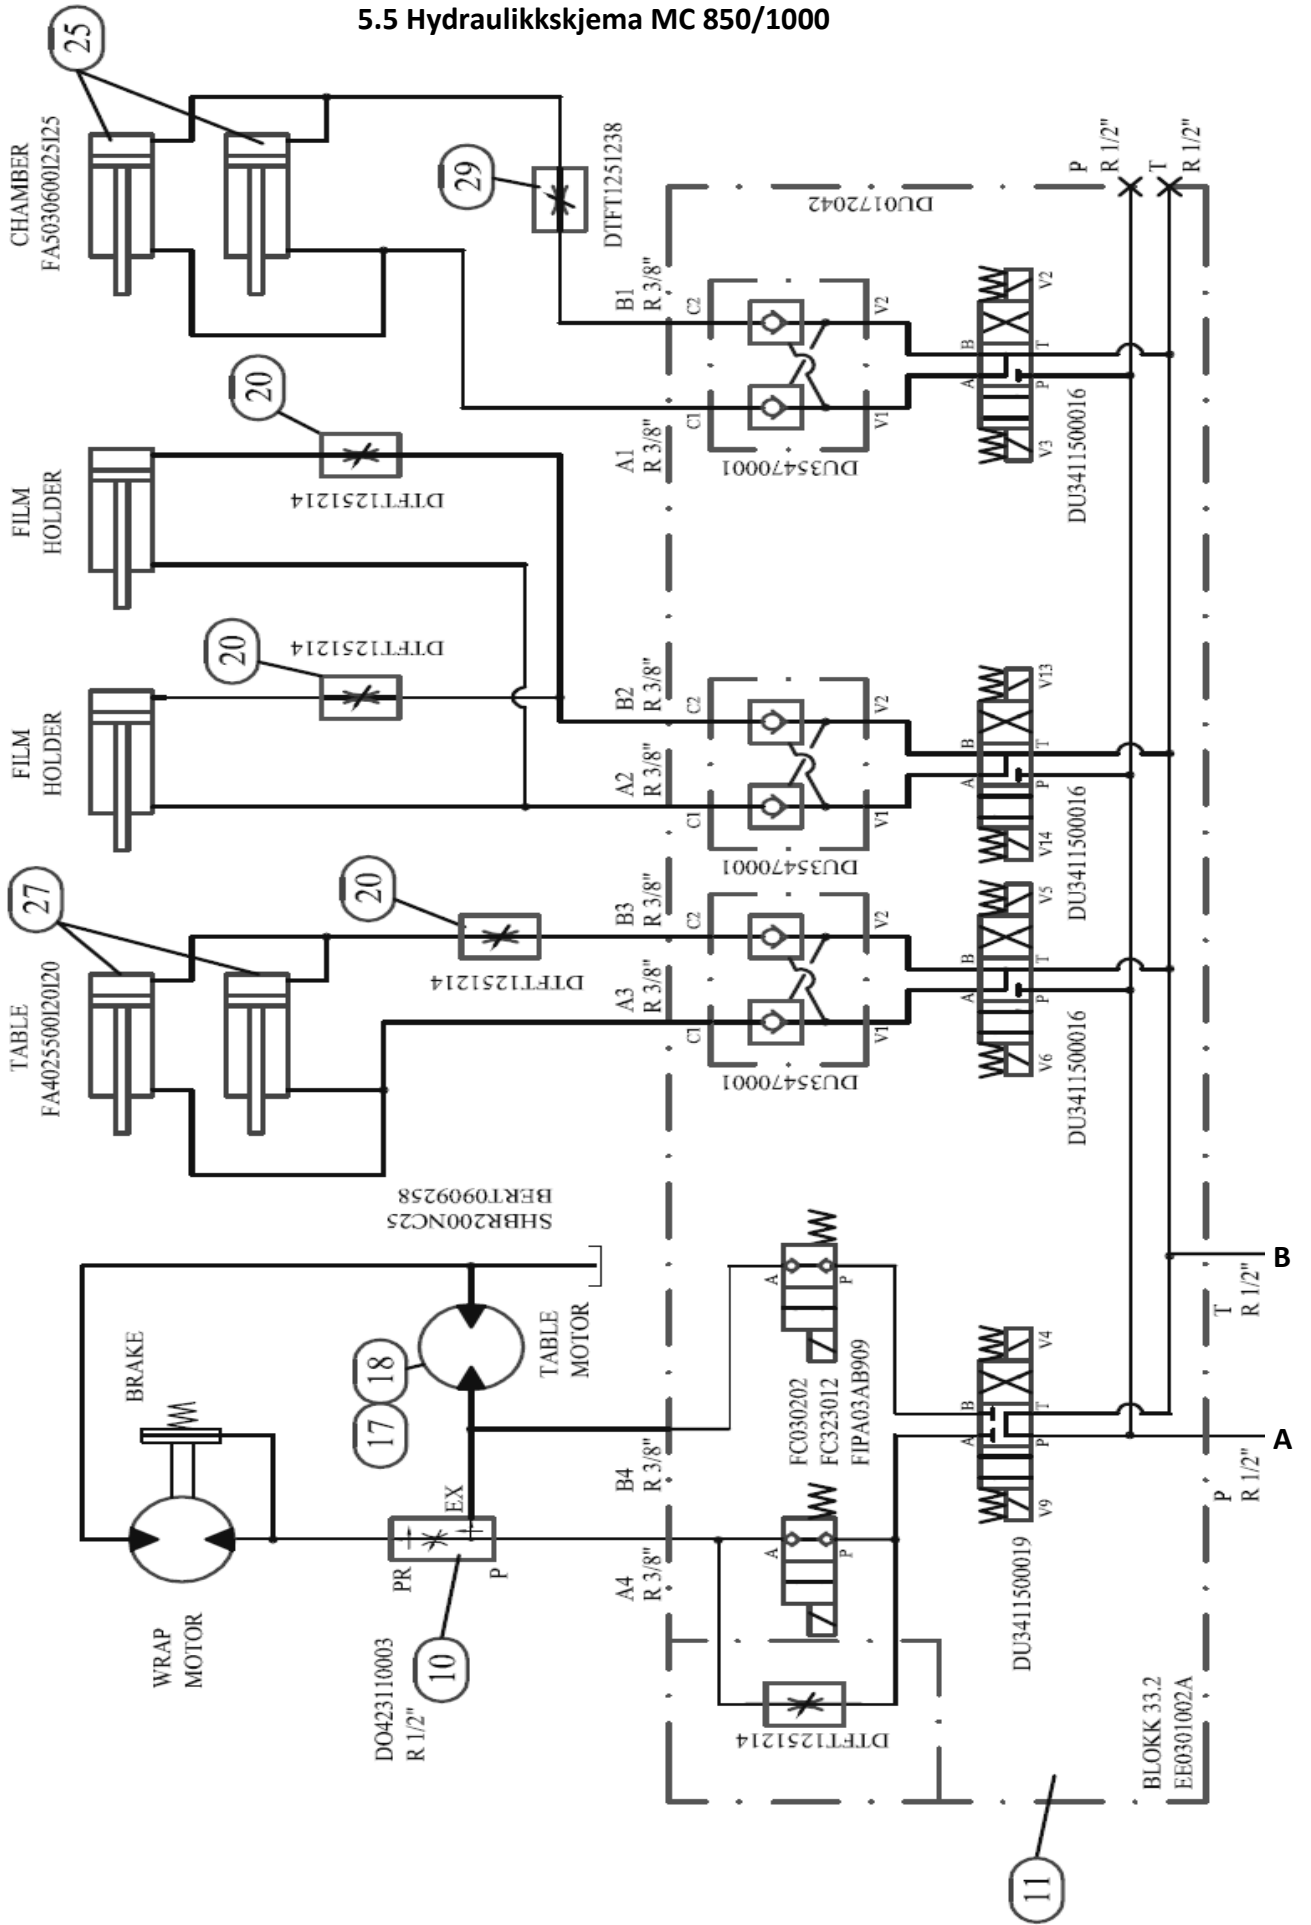 5.5 Hydraulikkskjema MC 850/1000
25
CHAMBER
FA5030600125125
29
DTFT1251238
P
R 1/2"
T
R 1/2"
DU0172042
B1
R 3/8"
C2
V2
B
T
V2
20
DTFT1251214
A1
R 3/8"
C1
V1
A
P
V3
DU35470001
DU3411500016
FILM
HOLDER
FILM
HOLDER
20
DTFT1251214
B2
R 3/8"
C2
V2
B
T
V13
A2
R 3/8"
C1
V1
A
P
V14
DU35470001
DU3411500016
27
TABLE
FA4025500120120
20
DTFT1251214
B3
R 3/8"
C2
V2
B
T
V5
A3
R 3/8"
C1
V1
A
P
V6
DU35470001
DU3411500016
SHBR200NC25
BERT0909258
BRAKE
TABLE
MOTOR
18
17
WRAP
MOTOR
PR
EX
P
10
DO423110003
R 1/2"
B4
R 3/8"
A4
R 3/8"
A
P
A
P
FC030202
FC323012
FIPA03AB909
DTFT1251214
B
T
V4
A
P
V9
DU3411500019
T
R 1/2"
B
P
R 1/2"
A
BLOKK 33.2
EE0301002A
11